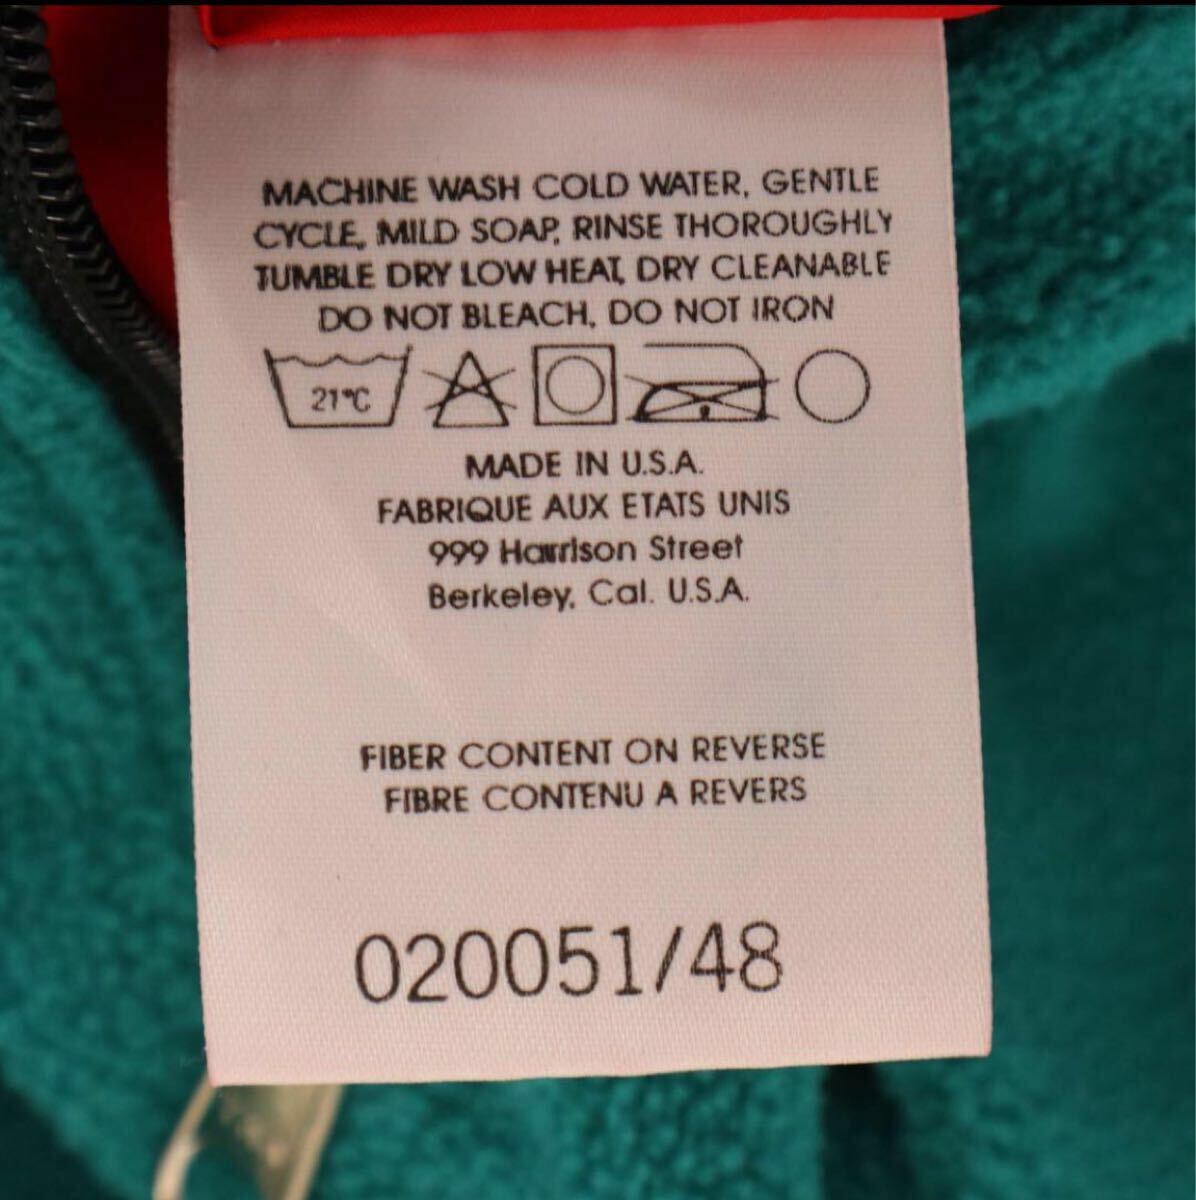 MACHINE WASH COLD WATER, GENTLE
CYCLE, MILD SOAP, RINSE THOROUGHLY
TUMBLE DRY LOW HEAT, DRY CLEANABLE
DO NOT BLEACH, DO NOT IRON
21°C
MADE IN U.S.A.
FABRIQUE AUX ETATS UNIS
999 Harrison Street
Berkeley, Cal. U.S.A.
FIBER CONTENT ON REVERSE
FIBRE CONTENU A REVERS
020051/48